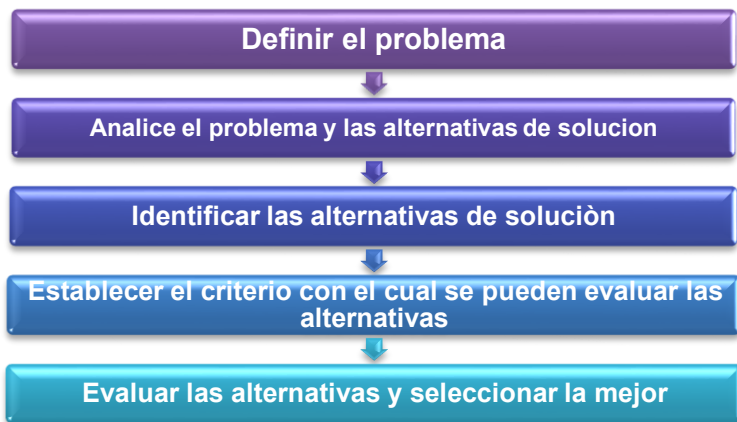 Definir el problema
Analice el problema y las alternativas de solucion
Identificar las alternativas de soluciòn
Establecer el criterio con el cual se pueden evaluar las
alternativas
Evaluar las alternativas y seleccionar la mejor